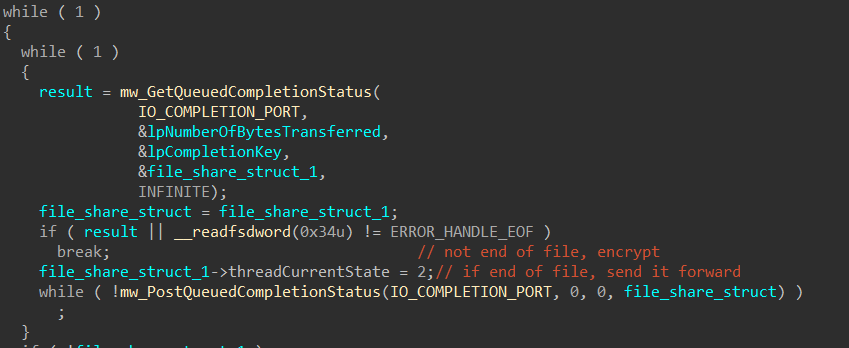 while ( 1 )
{
  while ( 1 )
  {
    result = mw_GetQueuedCompletionStatus(
               IO_COMPLETION_PORT,
               &lpNumberOfBytesTransferred,
               &lpCompletionKey,
               &file_share_struct_1,
               INFINITE);
    file_share_struct = file_share_struct_1;
    if ( result || __readfsdword(0x34u) != ERROR_HANDLE_EOF )
      break;                                // not end of file, encrypt
    file_share_struct_1->threadCurrentState = 2;// if end of file, send it forward
    while ( !mw_PostQueuedCompletionStatus(IO_COMPLETION_PORT, 0, 0, file_share_struct) )
      ;
  }
  if ( !file_share_struct_1 )